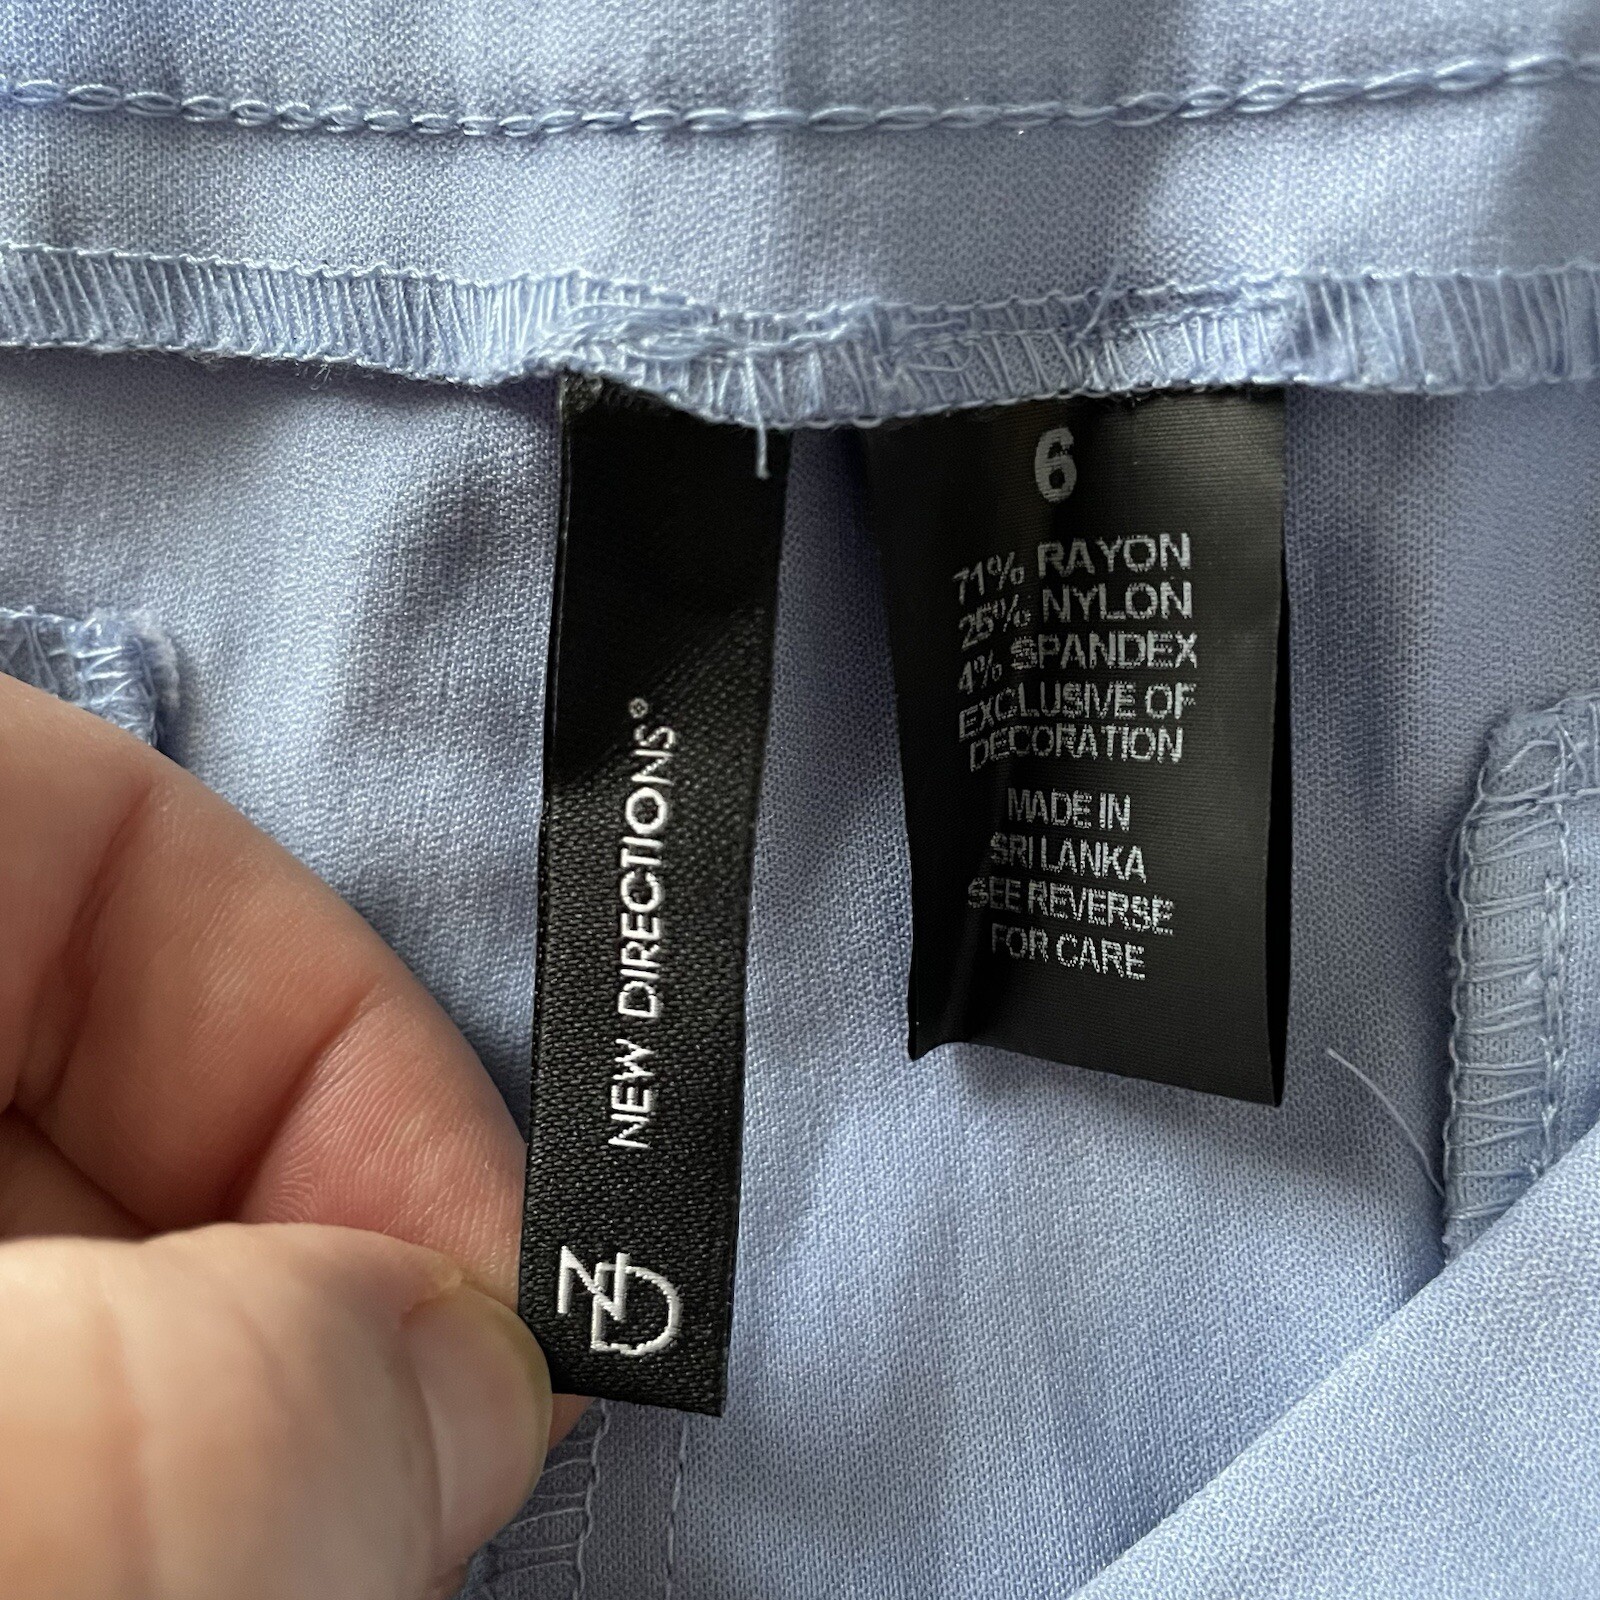 NEW DIRECTIONS®
ND
6
71% RAYON
25% NYLON
4% SPANDEX
EXCLUSIVE OF
DECORATION
MADE IN
SRI LANKA
SEE REVERSE
FOR CARE